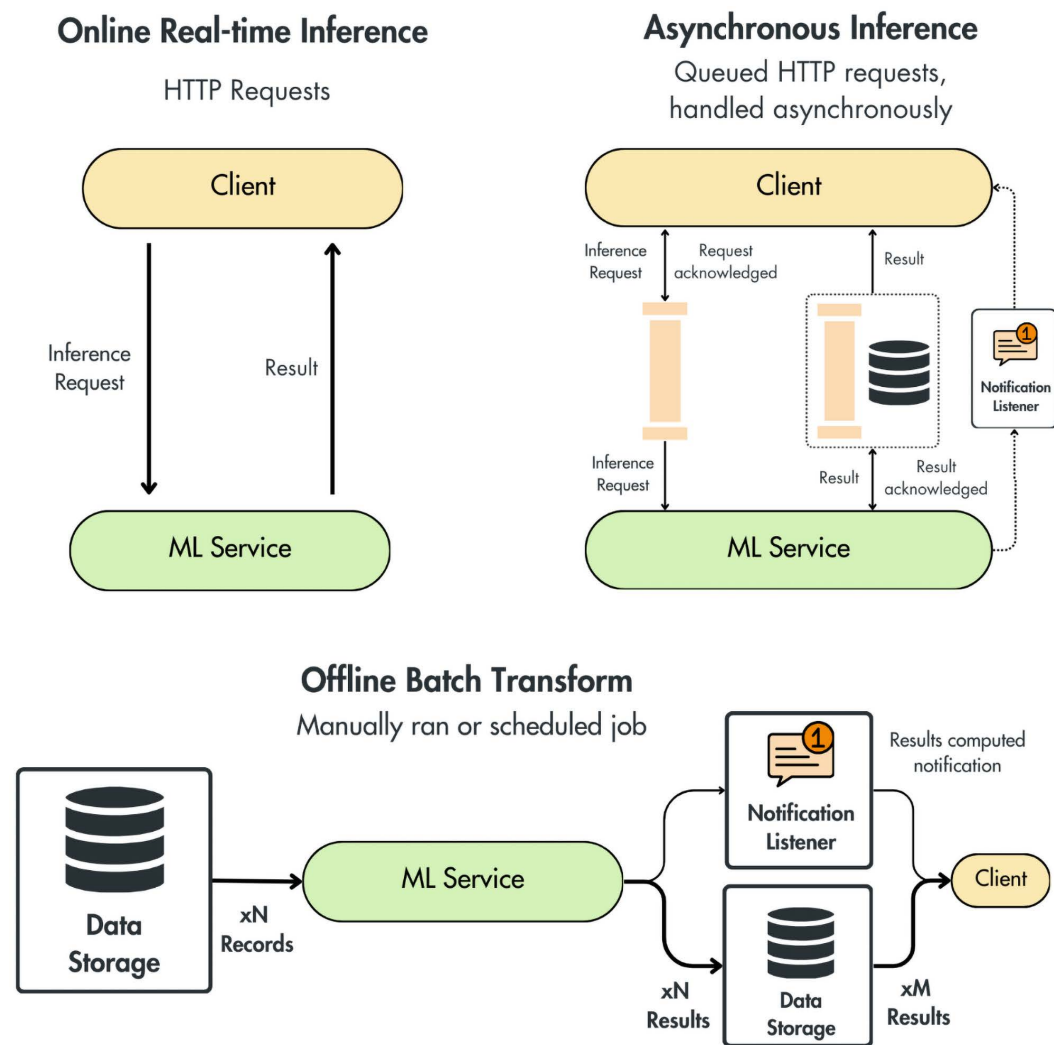 Online Real-time Inference
HTTP Requests
Client
Inference
Request
Result
ML Service
Asynchronous Inference
Queued HTTP requests,
handled asynchronously
Client
Inference
Request
Request
acknowledged
Result
1
Notification
Listener
Inference
Request
Result
Result
acknowledged
ML Service
Offline Batch Transform
Manually ran or scheduled job
Data
Storage
xN
Records
ML Service
1
Notification
Listener
Results computed
notification
xN
Results
Data
Storage
xM
Results
Client